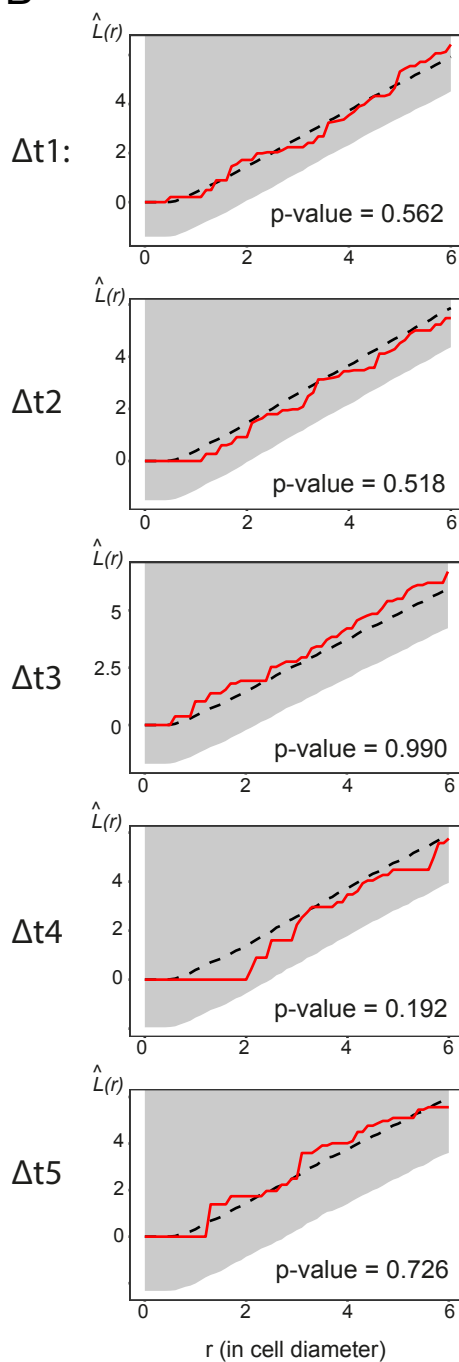 L̂(r)
Δt1:
4
2
0
p-value = 0.562
0 2 4 6
L̂(r)
Δt2
4
2
0
p-value = 0.518
0 2 4 6
L̂(r)
Δt3
5
2.5
0
p-value = 0.990
0 2 4 6
L̂(r)
Δt4
4
2
0
p-value = 0.192
0 2 4 6
L̂(r)
Δt5
4
2
0
p-value = 0.726
0 2 4 6
r (in cell diameter)